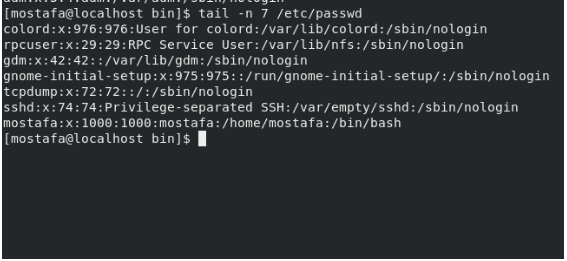 [mostafa@localhost bin]$ tail -n 7 /etc/passwd
colord:x:976:976:User for colord:/var/lib/colord:/sbin/nologin
rpcuser:x:29:29:RPC Service User:/var/lib/nfs:/sbin/nologin
gdm:x:42:42::/var/lib/gdm:/sbin/nologin
gnome-initial-setup:x:975:975::/run/gnome-initial-setup/:/sbin/nologin
tcpdump:x:72:72::/:/sbin/nologin
sshd:x:74:74:Privilege-separated SSH:/var/empty/sshd:/sbin/nologin
mostafa:x:1000:1000:mostafa:/home/mostafa:/bin/bash
[mostafa@localhost bin]$